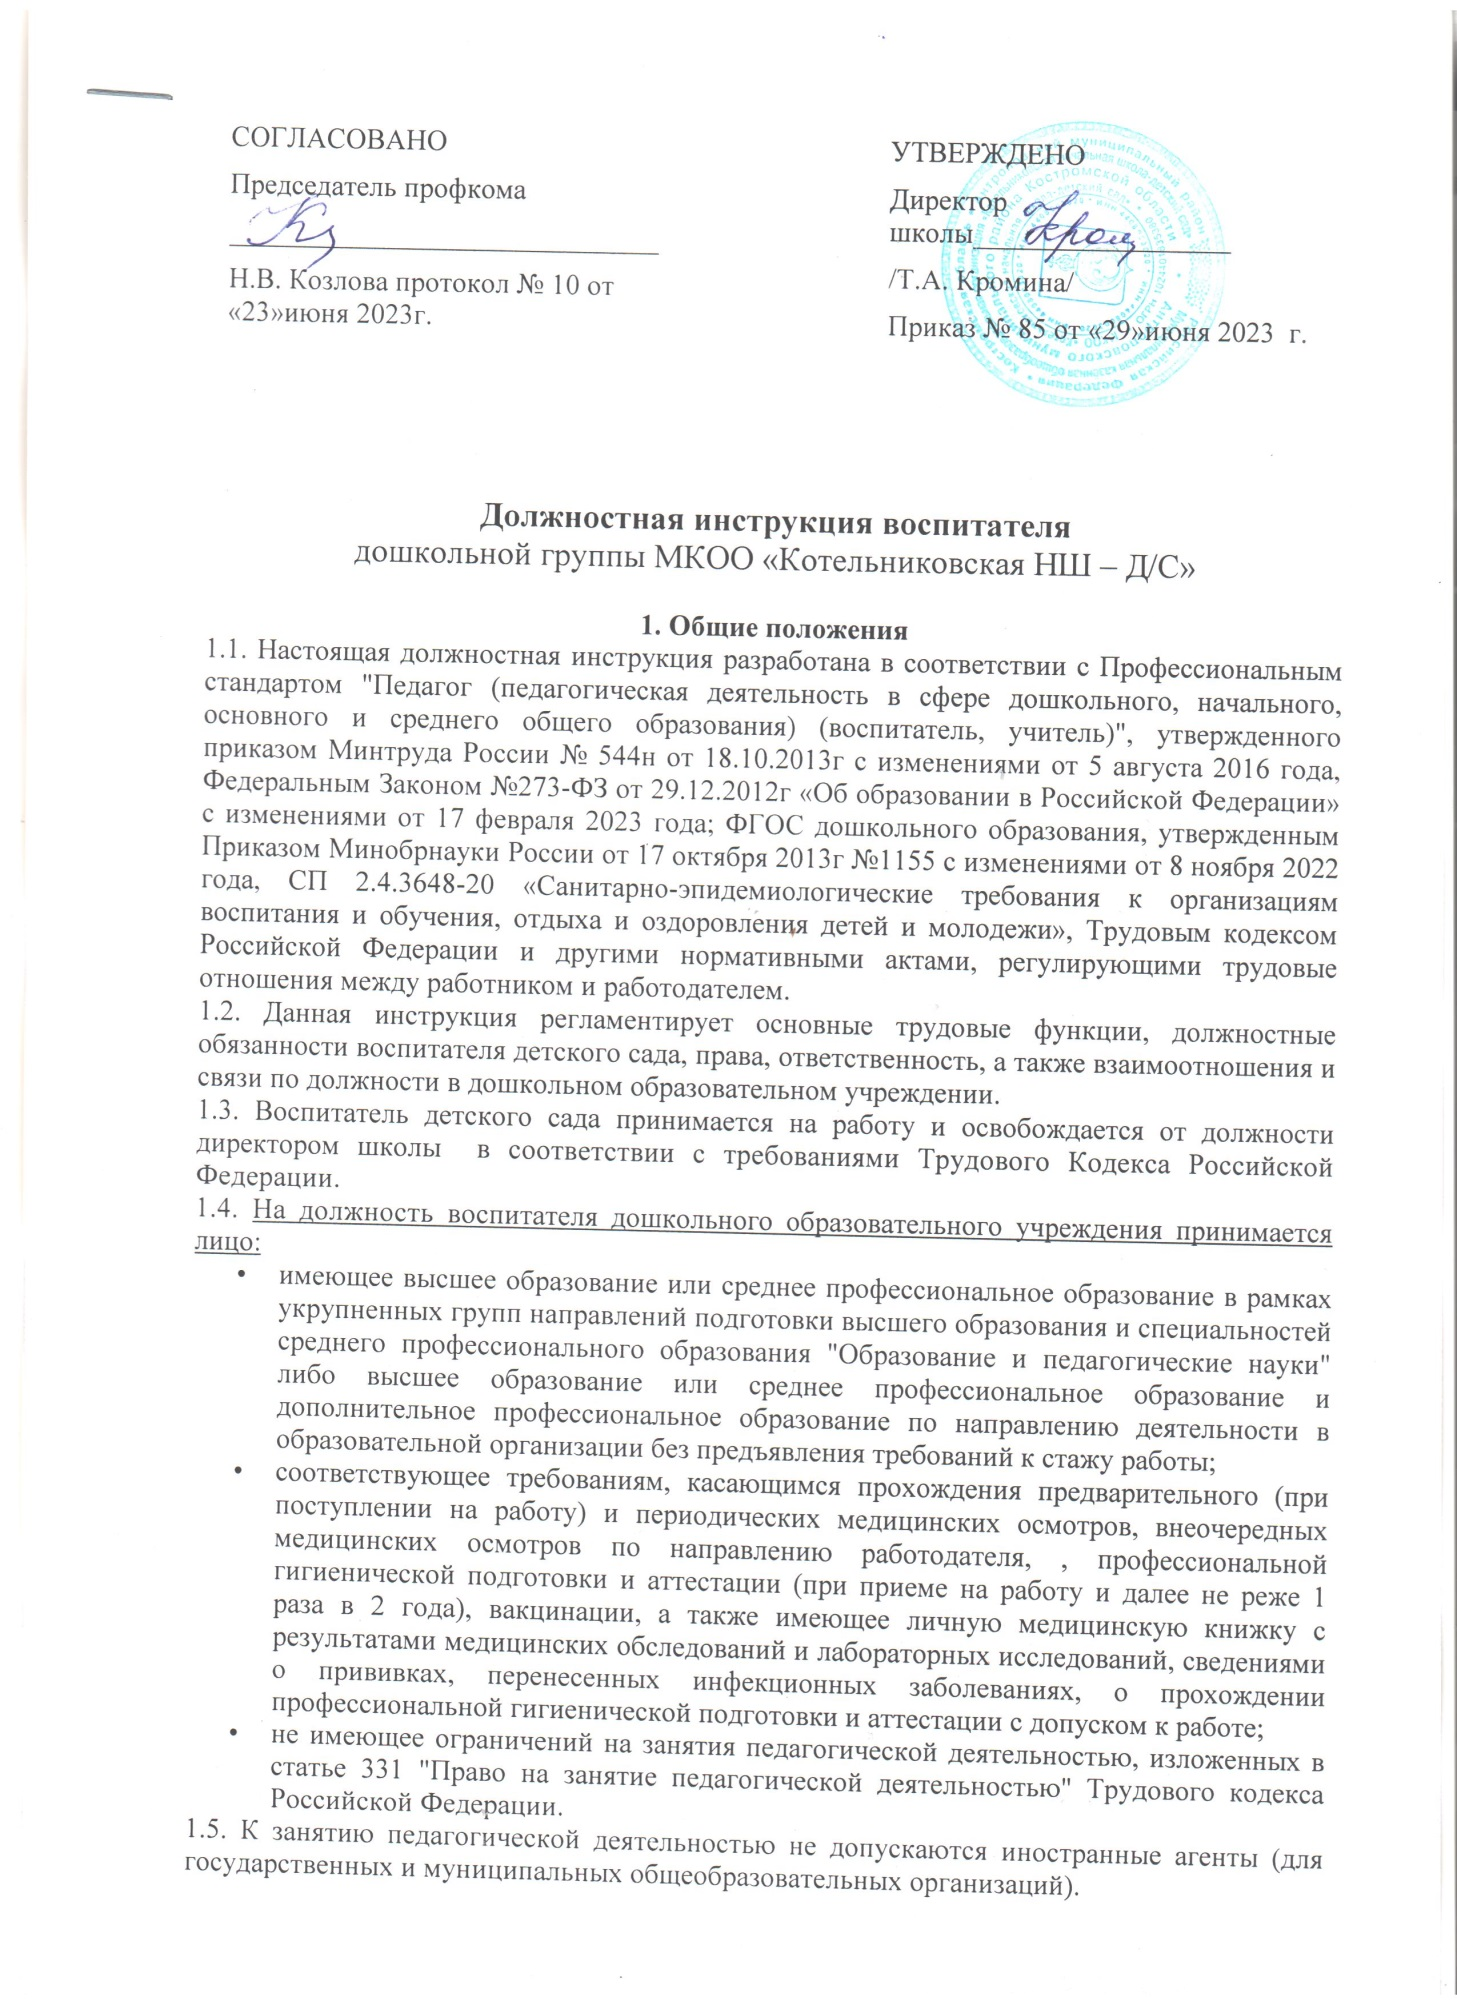 СОГЛАСОВАНО
Председатель профкома
Н.В. Козлова протокол № 10 от
«23»июня 2023г.
УТВЕРЖДЕНО
Директор
школы
/Т.А. Кромина/
Приказ № 85 от «29»июня 2023 г.
Должностная инструкция воспитателя
дошкольной группы МКОО «Котельниковская НШ – Д/С»
1. Общие положения
1.1. Настоящая должностная инструкция разработана в соответствии с Профессиональным
стандартом "Педагог (педагогическая деятельность в сфере дошкольного, начального,
основного и среднего общего образования) (воспитатель, учитель)", утвержденного
приказом Минтруда России № 544н от 18.10.2013г с изменениями от 5 августа 2016 года,
Федеральным Законом №273-ФЗ от 29.12.2012г «Об образовании в Российской Федерации»
с изменениями от 17 февраля 2023 года; ФГОС дошкольного образования, утвержденным
Приказом Минобрнауки России от 17 октября 2013г №1155 с изменениями от 8 ноября 2022
года, СП 2.4.3648-20 «Санитарно-эпидемиологические требования к организациям
воспитания и обучения, отдыха и оздоровления детей и молодежи», Трудовым кодексом
Российской Федерации и другими нормативными актами, регулирующими трудовые
отношения между работником и работодателем.
1.2. Данная инструкция регламентирует основные трудовые функции, должностные
обязанности воспитателя детского сада, права, ответственность, а также взаимоотношения и
связи по должности в дошкольном образовательном учреждении.
1.3. Воспитатель детского сада принимается на работу и освобождается от должности
директором школы в соответствии с требованиями Трудового Кодекса Российской
Федерации.
1.4. На должность воспитателя дошкольного образовательного учреждения принимается
лицо:
• имеющее высшее образование или среднее профессиональное образование в рамках
укрупненных групп направлений подготовки высшего образования и специальностей
среднего профессионального образования "Образование и педагогические науки"
либо высшее образование или среднее профессиональное образование и
дополнительное профессиональное образование по направлению деятельности в
образовательной организации без предъявления требований к стажу работы;
• соответствующее требованиям, касающимся прохождения предварительного (при
поступлении на работу) и периодических медицинских осмотров, внеочередных
медицинских осмотров по направлению работодателя, , профессиональной
гигиенической подготовки и аттестации (при приеме на работу и далее не реже 1
раза в 2 года), вакцинации, а также имеющее личную медицинскую книжку с
результатами медицинских обследований и лабораторных исследований, сведениями
о прививках, перенесенных инфекционных заболеваниях, о прохождении
профессиональной гигиенической подготовки и аттестации с допуском к работе;
• не имеющее ограничений на занятия педагогической деятельностью, изложенных в
статье 331 "Право на занятие педагогической деятельностью" Трудового кодекса
Российской Федерации.
1.5. К занятию педагогической деятельностью не допускаются иностранные агенты (для
государственных и муниципальных общеобразовательных организаций).